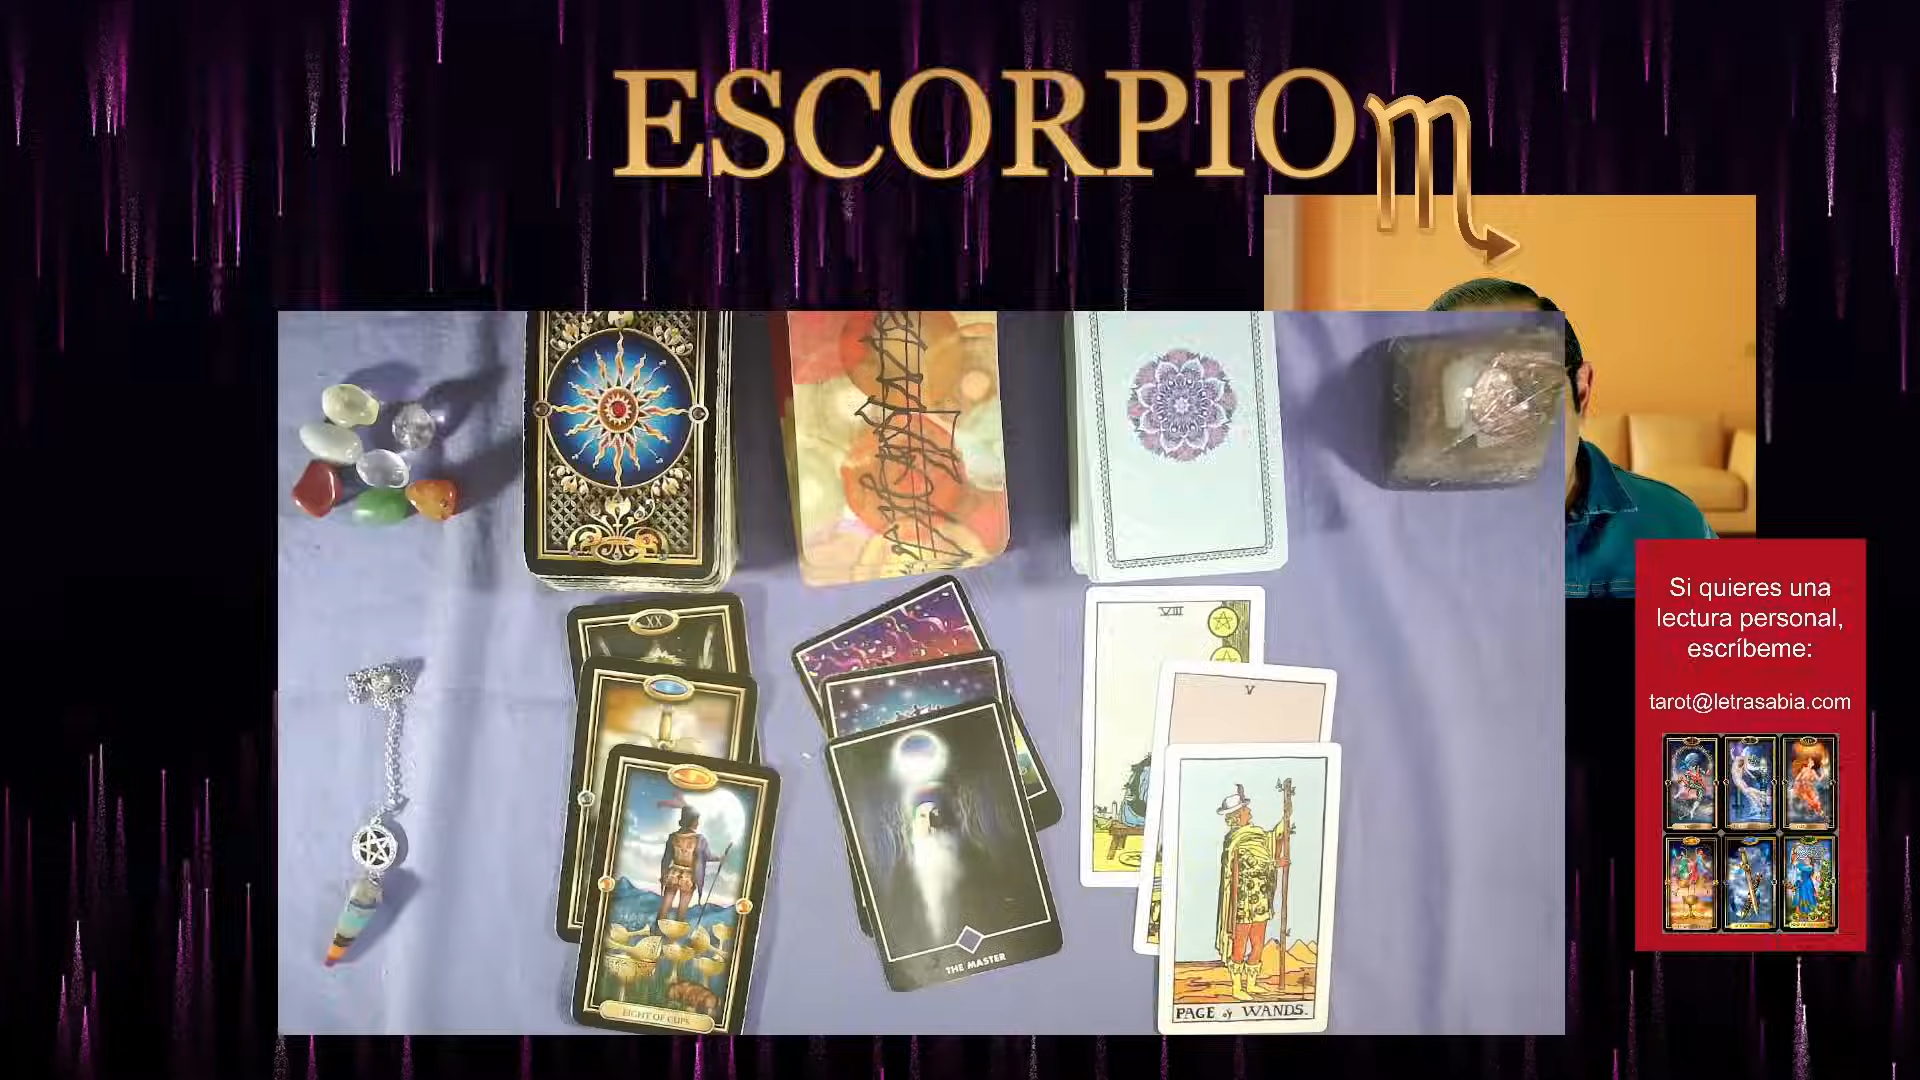 ESCORPIO
Si quieres una
lectura personal,
escríbeme:
tarot@letrasabia.com
XX
EIGHT OF CUPS
THE MASTER
VIII
V
PAGE of WANDS.